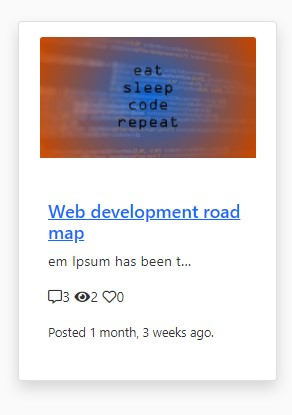 eat
sleep
code
repeat
Web development road
map
em Ipsum has been t...
3 2 0
Posted 1 month, 3 weeks ago.